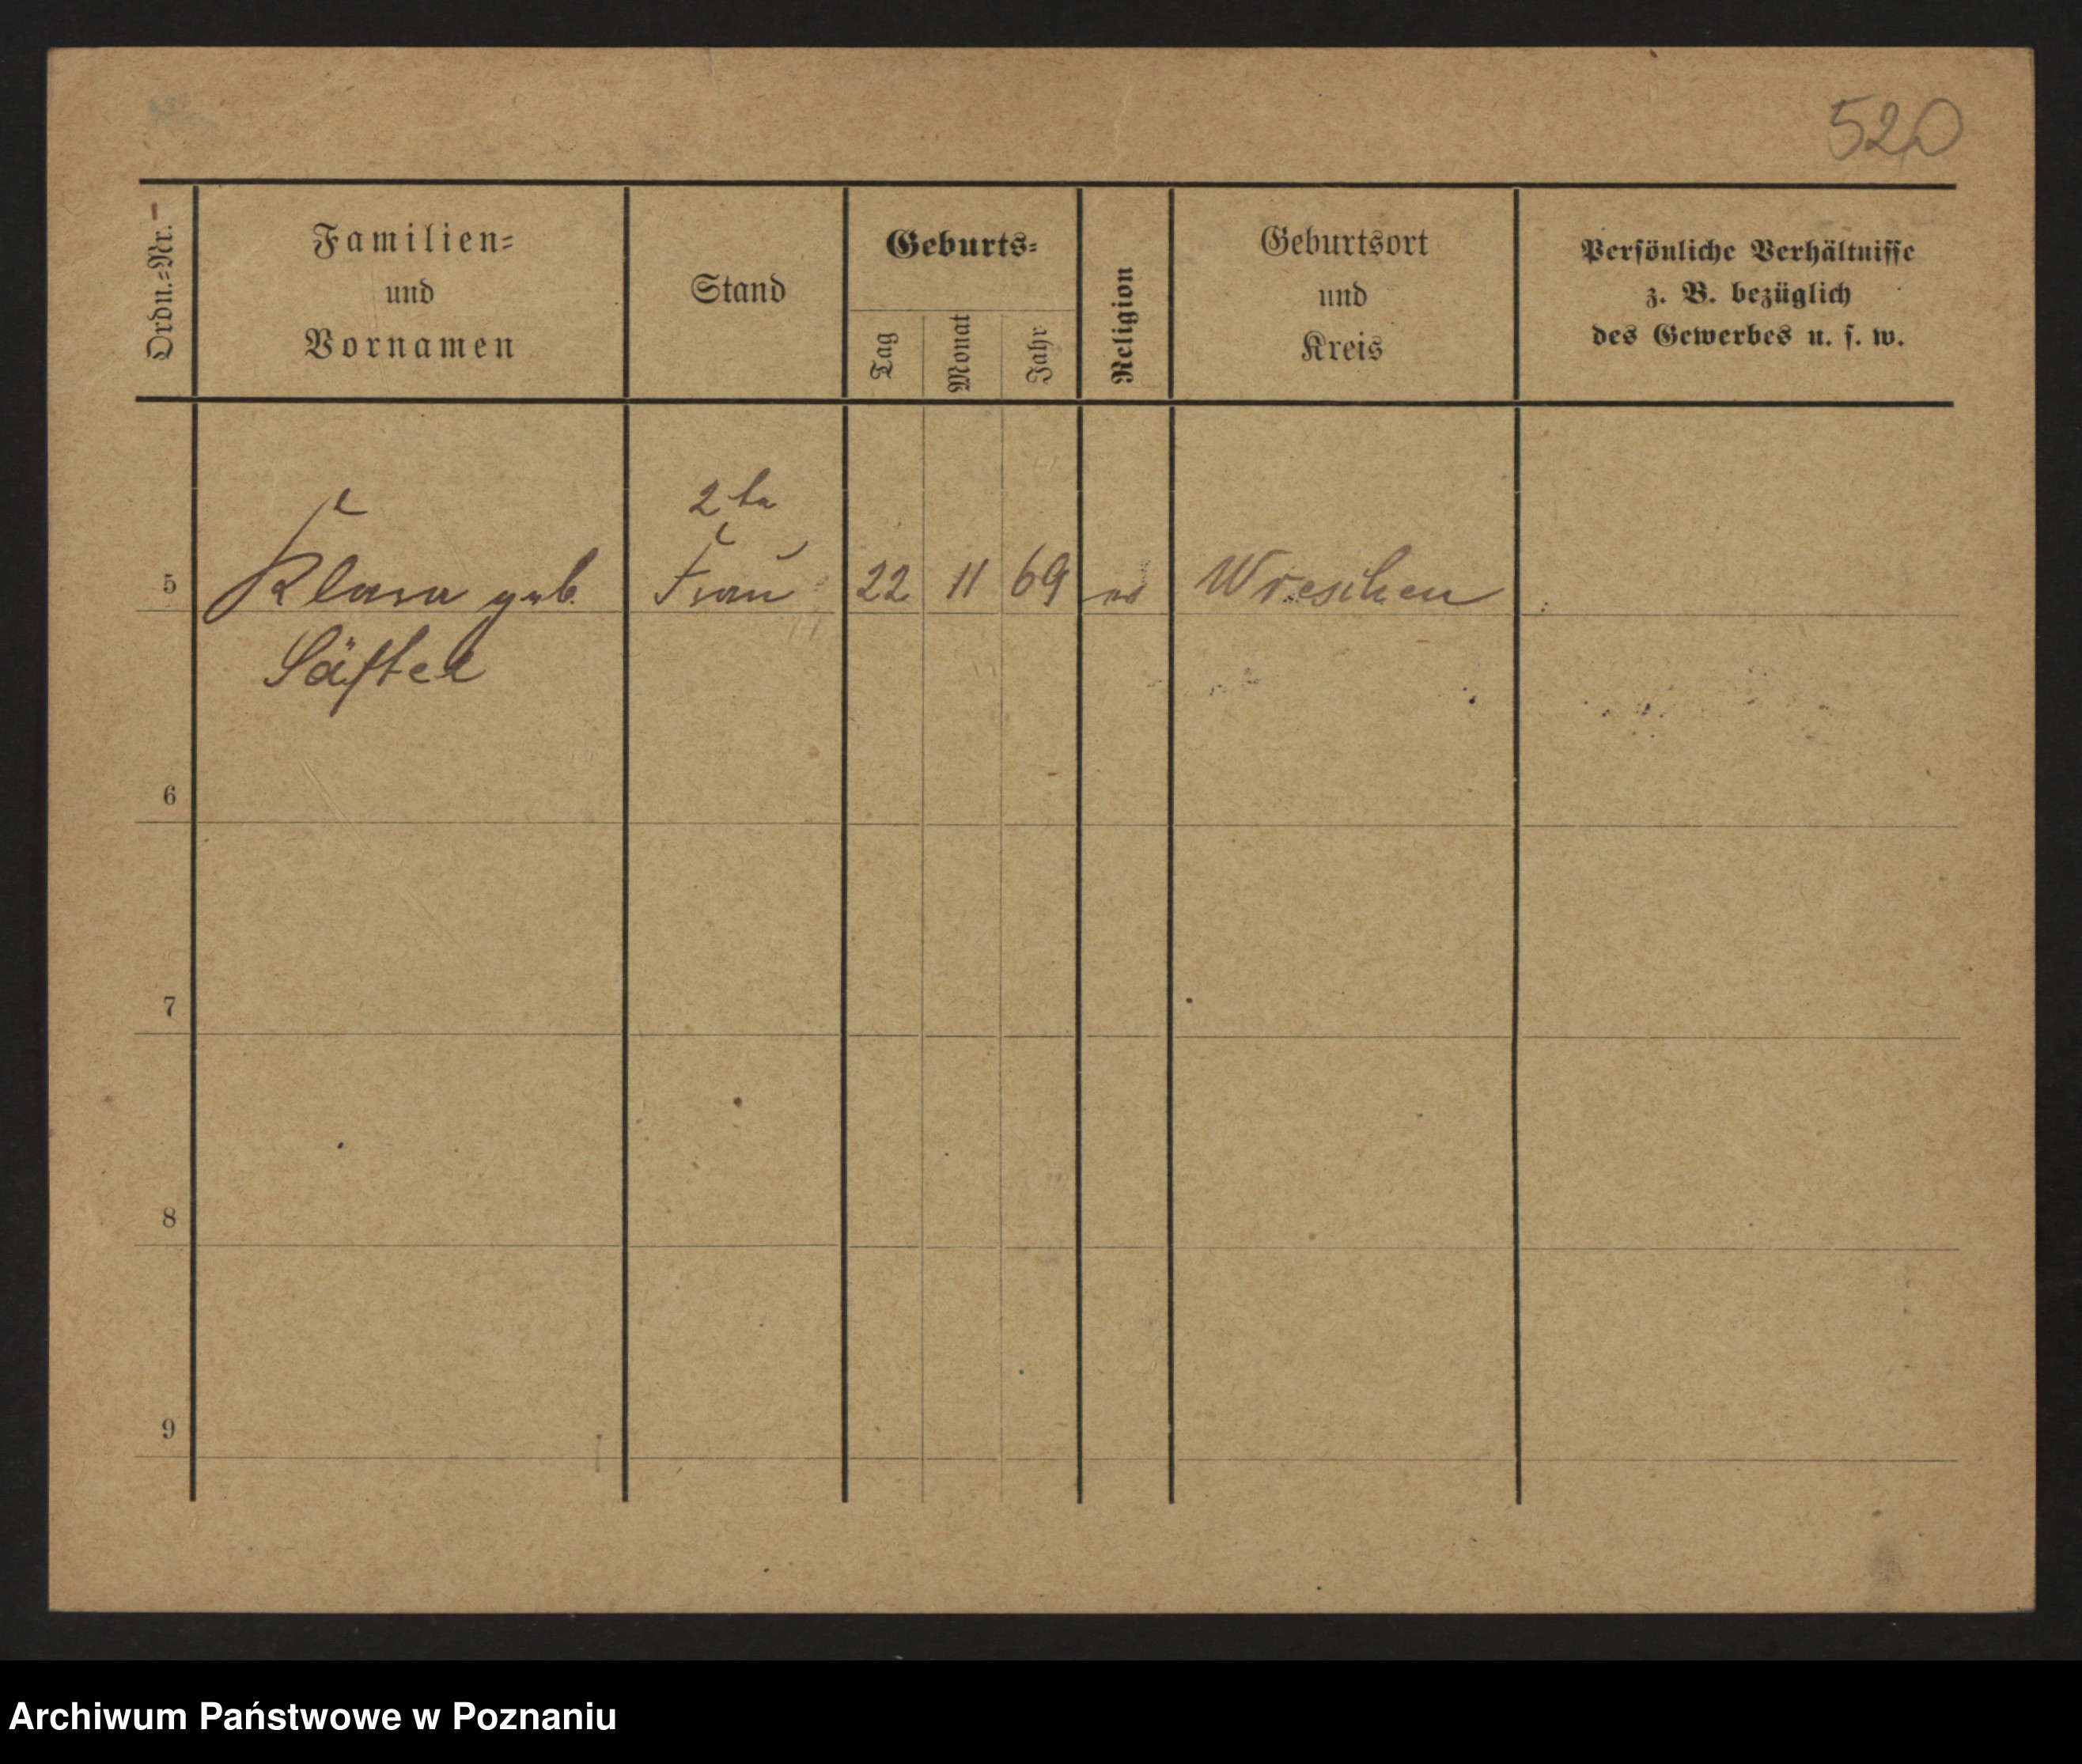 520
Ordn.=Nr.
Familien=
und
Vornamen
Stand
Geburts=
Tag
Monat
Jahr
Religion
Geburtsort
und
Kreis
Persönliche Verhältnisse
z. B. bezüglich
des Gewerbes u. s. w.
2te
5 Klara geb. Frau 22 11 69 Wreschen
6
7
8
9
Archiwum Państwowe w Poznaniu